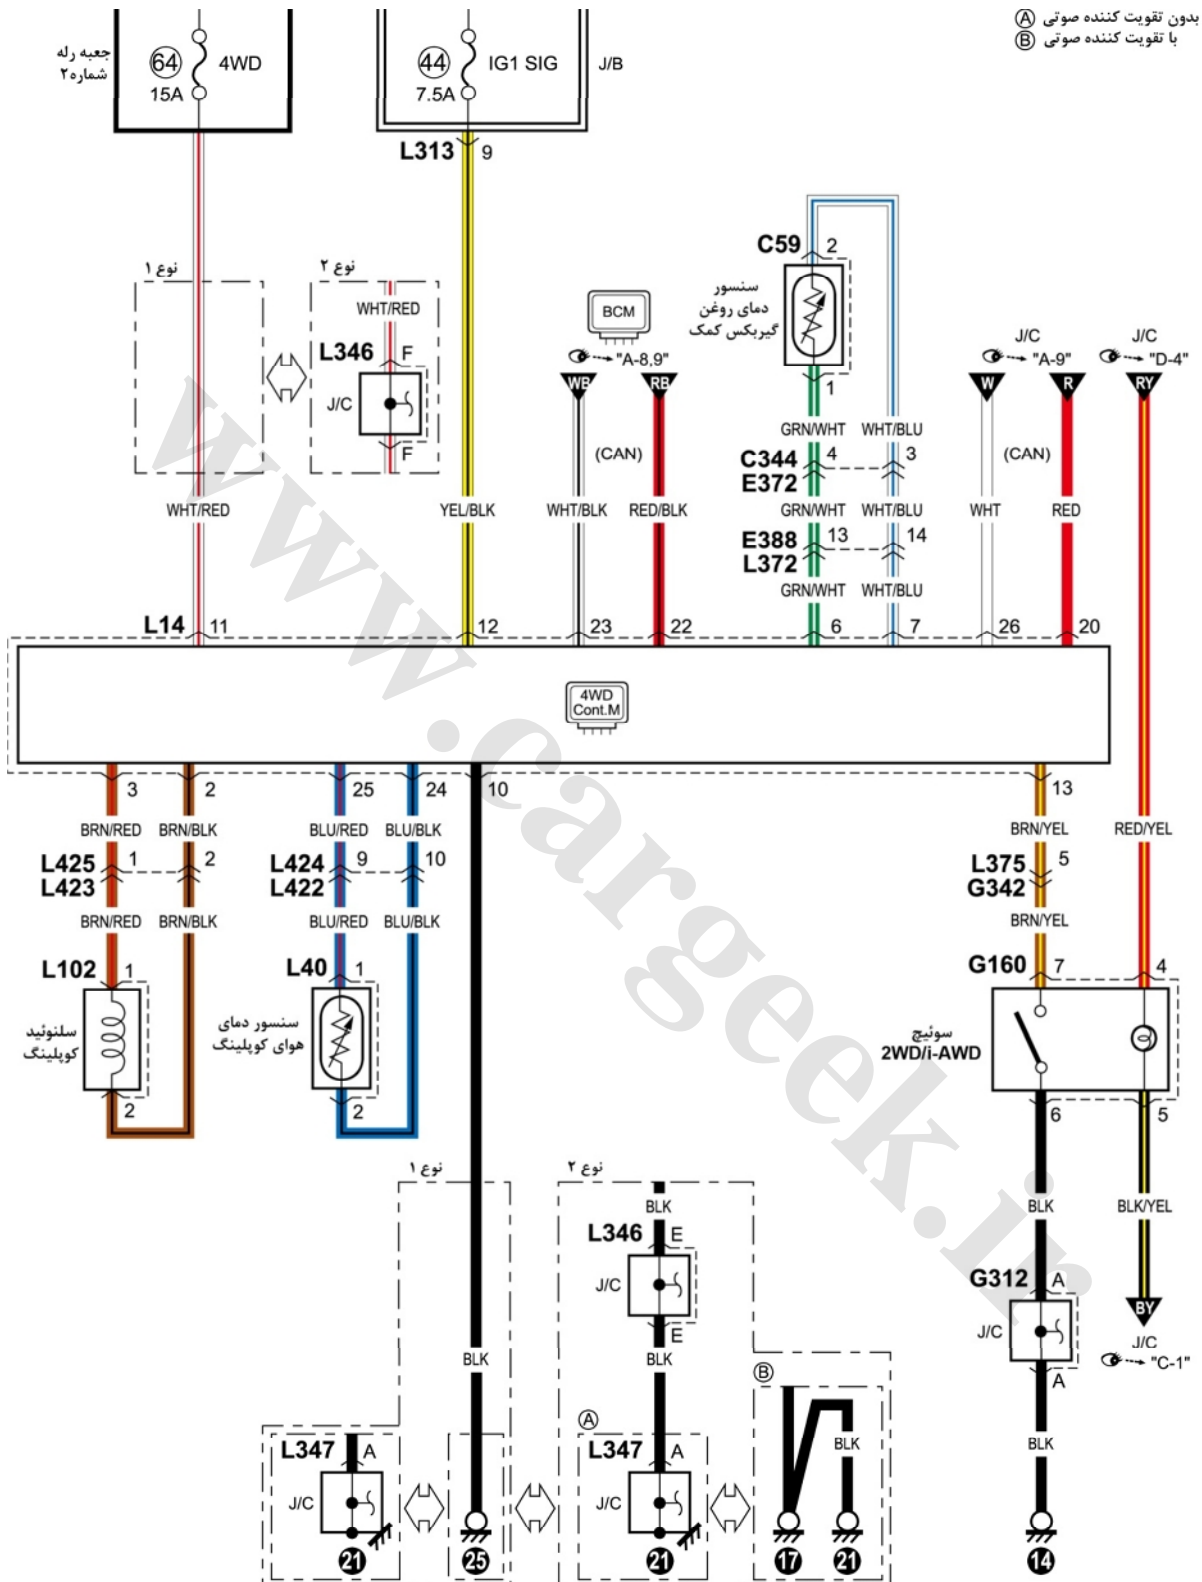 بدون تقویت کننده صوتی Ⓐ
با تقویت کننده صوتی Ⓑ
جعبه رله
شماره۲
64
4WD
15A
44
IG1 SIG
7.5A
J/B
L313 9
نوع ۱
نوع ۲
WHT/RED
L346 F
J/C
F
BCM
"A-8,9"
WB
RB
(CAN)
C59 2
سنسور
دمای روغن
گیربکس کمک
1
J/C
"A-9"
J/C
"D-4"
W
R
RY
(CAN)
GRN/WHT WHT/BLU
C344 4 3
E372
WHT/RED YEL/BLK WHT/BLK RED/BLK GRN/WHT WHT/BLU WHT RED
E388 13 14
L372
GRN/WHT WHT/BLU
L14 11 12 23 22 6 7 26 20
4WD
Cont.M
3 2 25 24 10 13
BRN/RED BRN/BLK BLU/RED BLU/BLK BRN/YEL RED/YEL
L425 1 2 L424 9 10 L375 5
L423 L422 G342
BRN/RED BRN/BLK BLU/RED BLU/BLK BRN/YEL
L102 1 L40 1 G160 7 4
سلنوئید
کوپلینگ
سنسور دمای
هوای کوپلینگ
سوئیچ
2WD/i-AWD
2 2 6 5
نوع ۱
نوع ۲
BLK BLK BLK/YEL
L346 E
J/C
E
G312 A
J/C
A
BY
J/C
"C-1"
BLK BLK
Ⓑ
Ⓐ
L347 A L347 A BLK BLK
J/C J/C
21 25 21 17 21 14
www.cargeek.ir